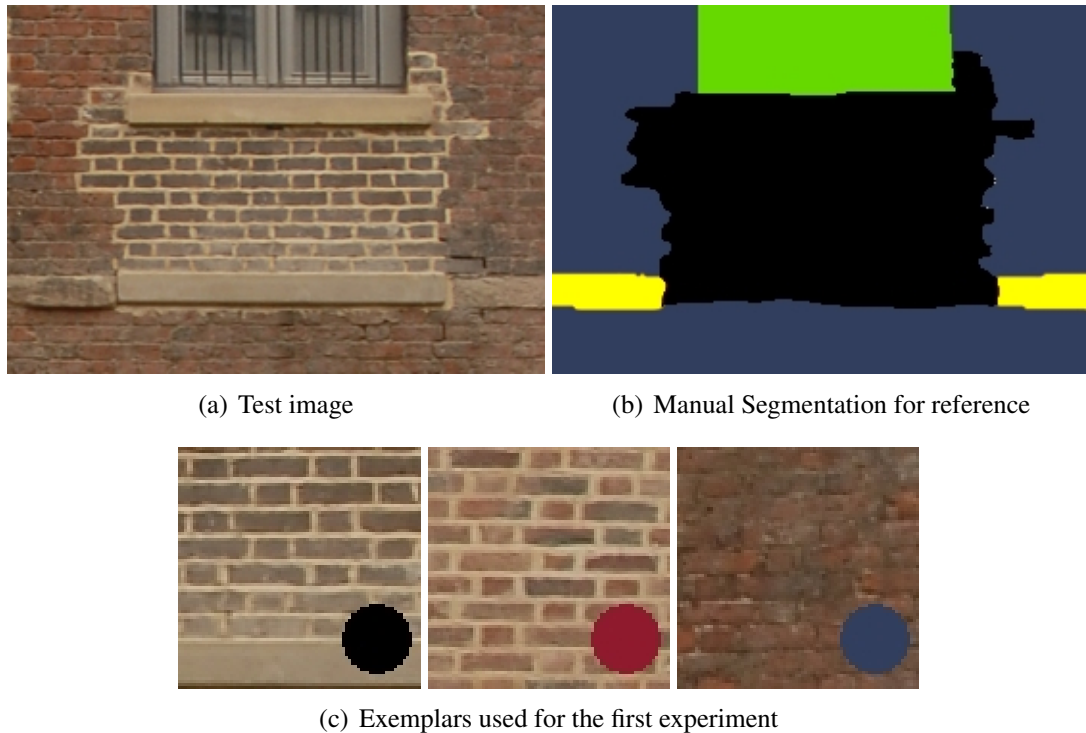 (a) Test image
(b) Manual Segmentation for reference
(c) Exemplars used for the first experiment